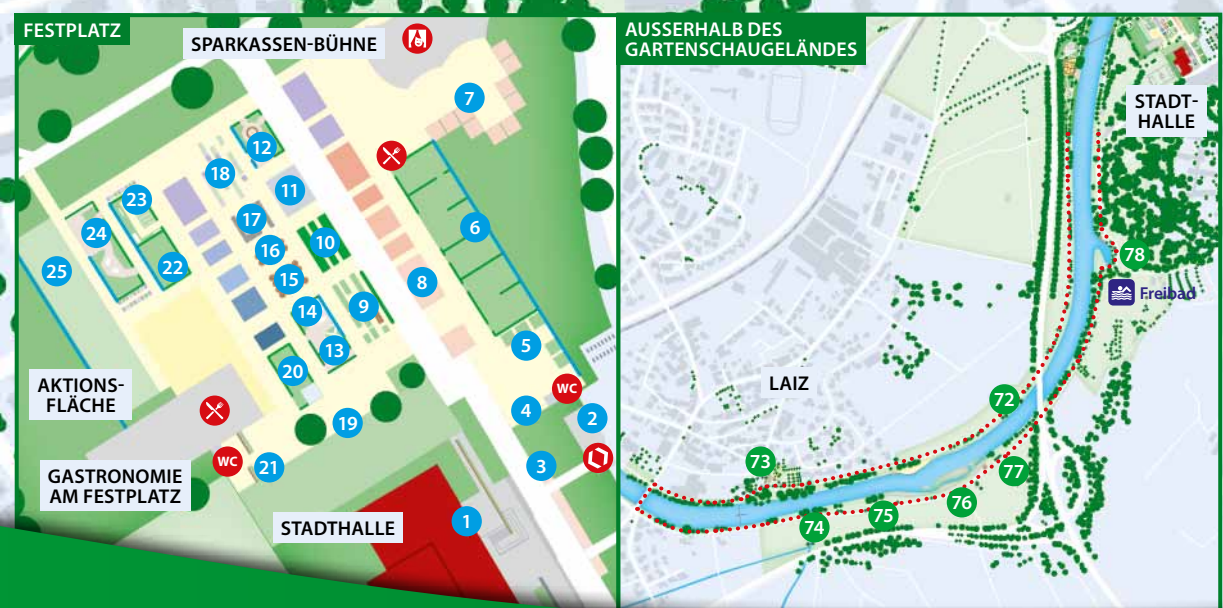 FESTPLATZ
SPARKASSEN-BÜHNE
7
12
18
11
23
17
6
24
10
16
25
22
15
8
14
9
13
5
20
AKTIONS-
FLÄCHE
WC
4
2
19
3
WC
21
GASTRONOMIE
AM FESTPLATZ
STADTHALLE
1
AUSSERHALB DES
GARTENSCHAUGELÄNDES
STADT-
HALLE
78
Freibad
LAIZ
72
73
77
76
75
74